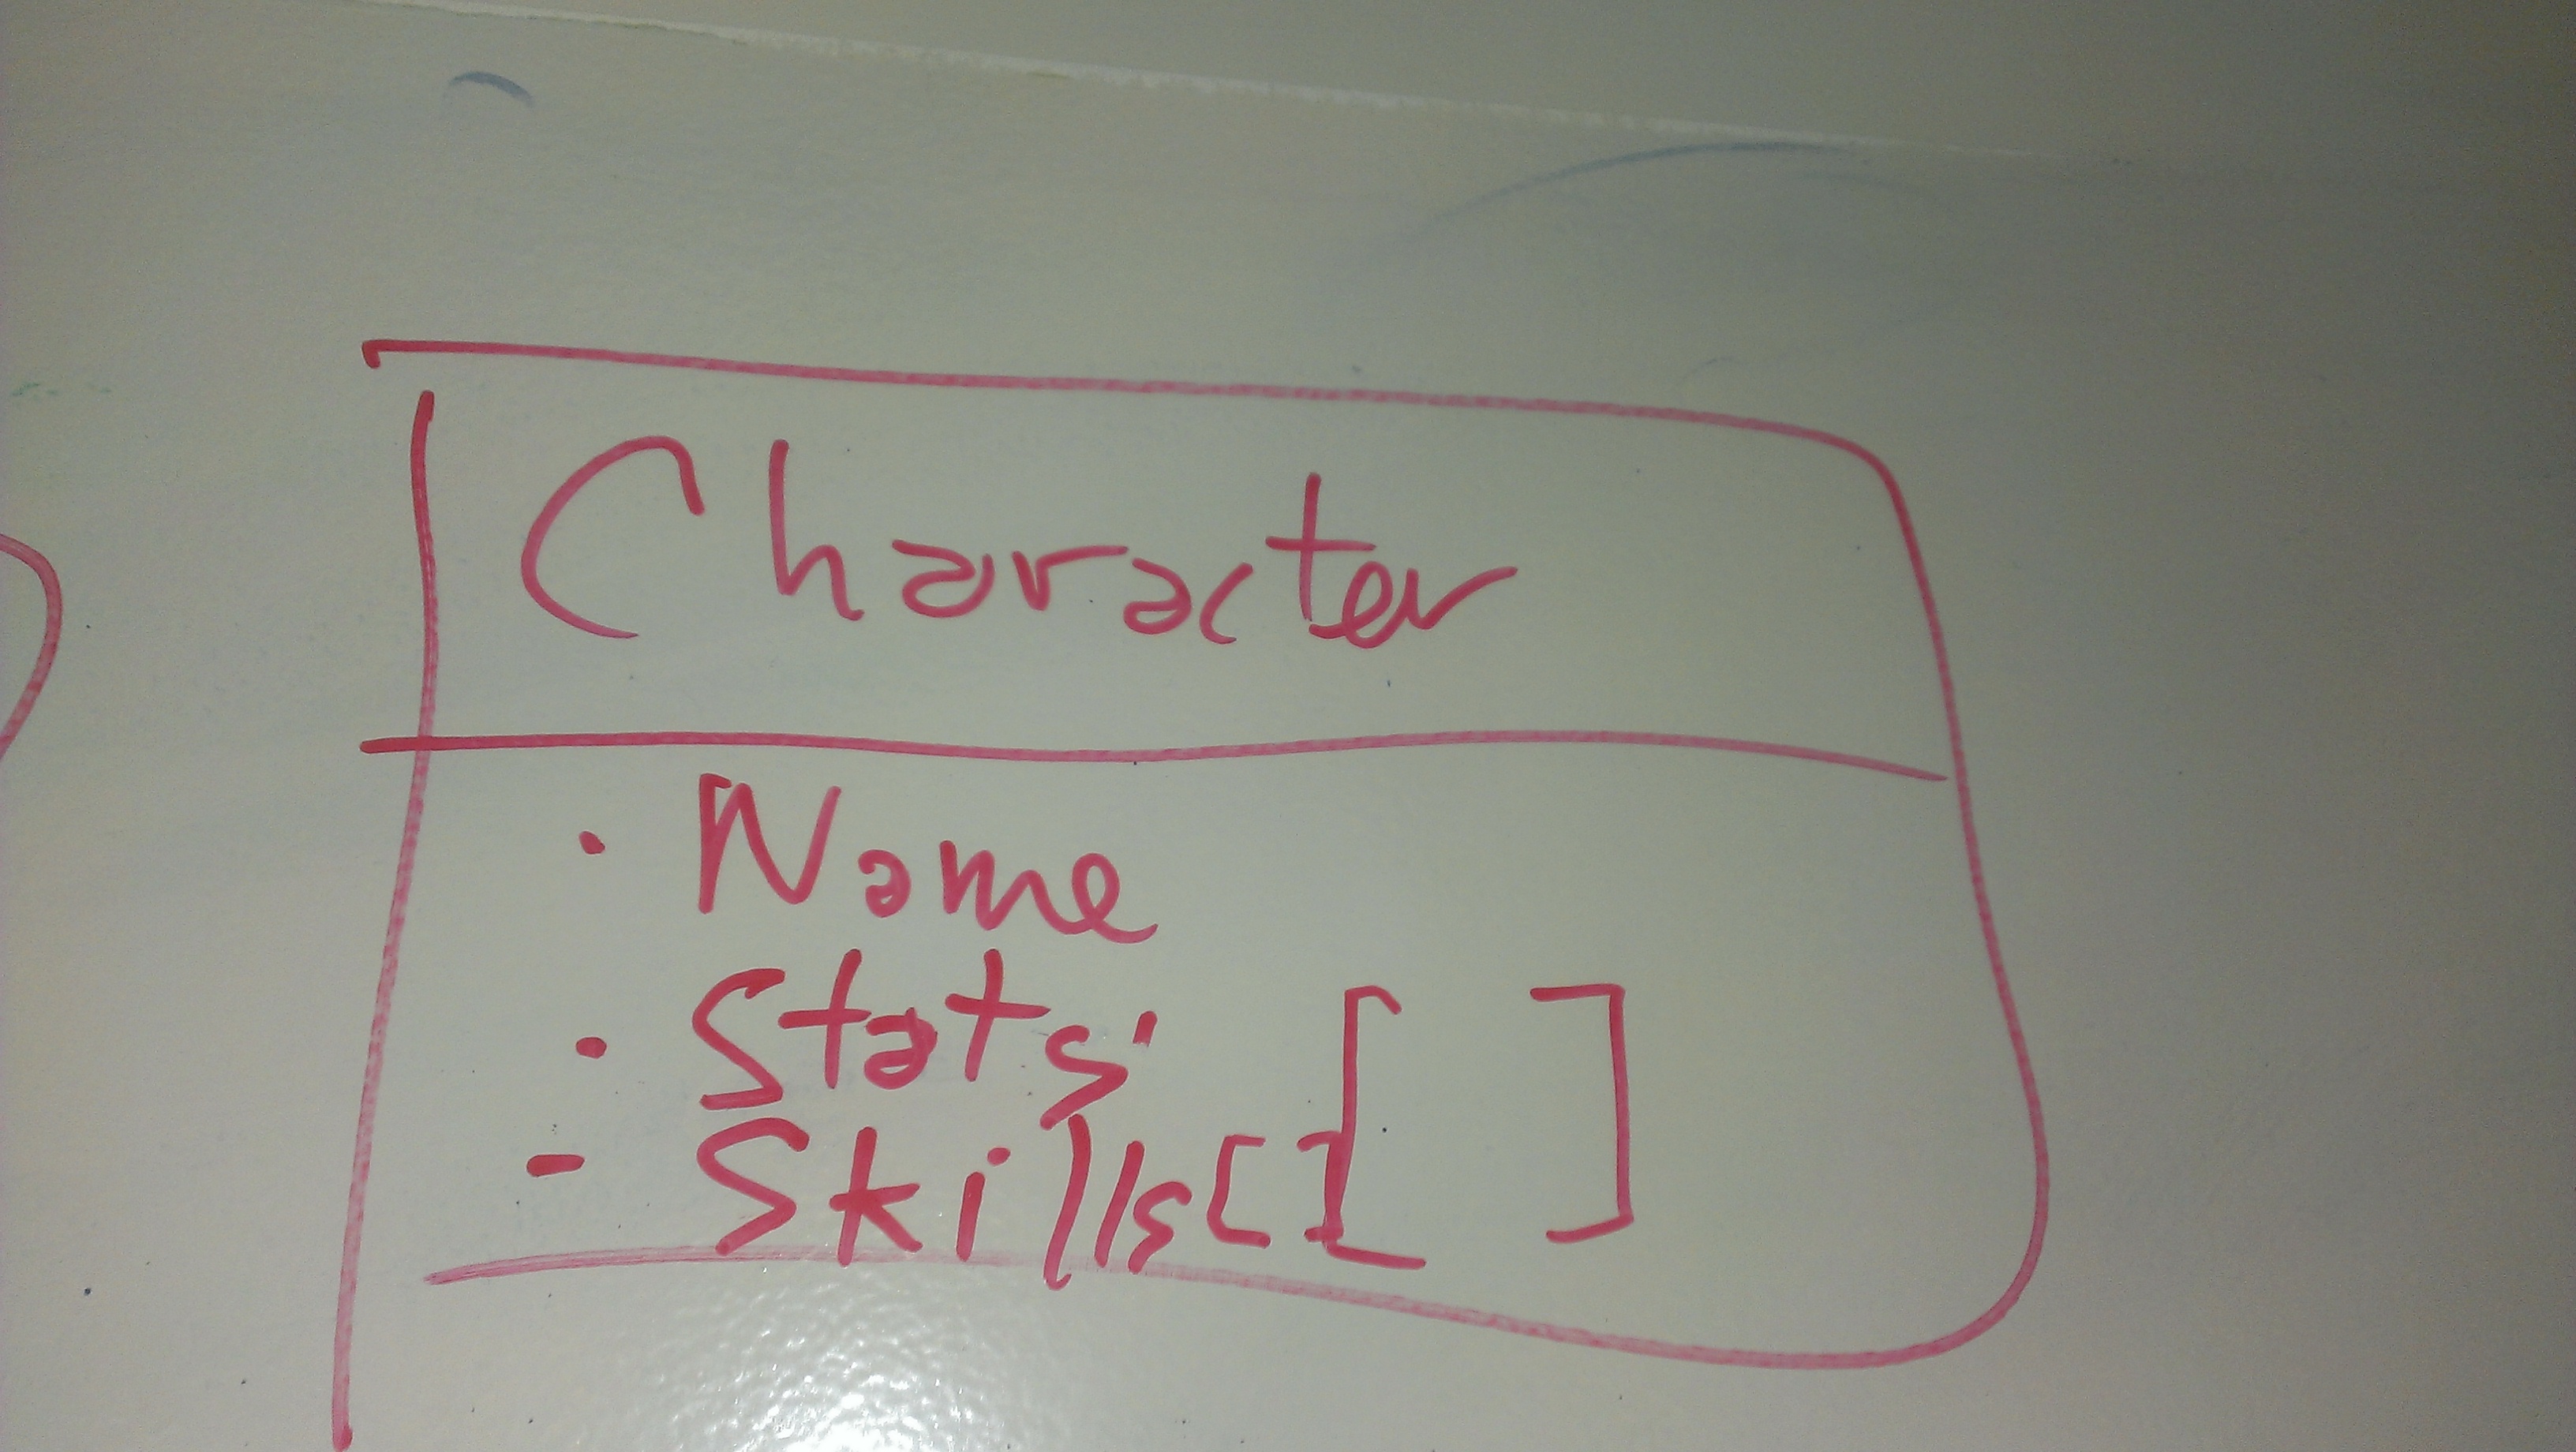 Character
· Name
· Stats [ ]
- Skills[]